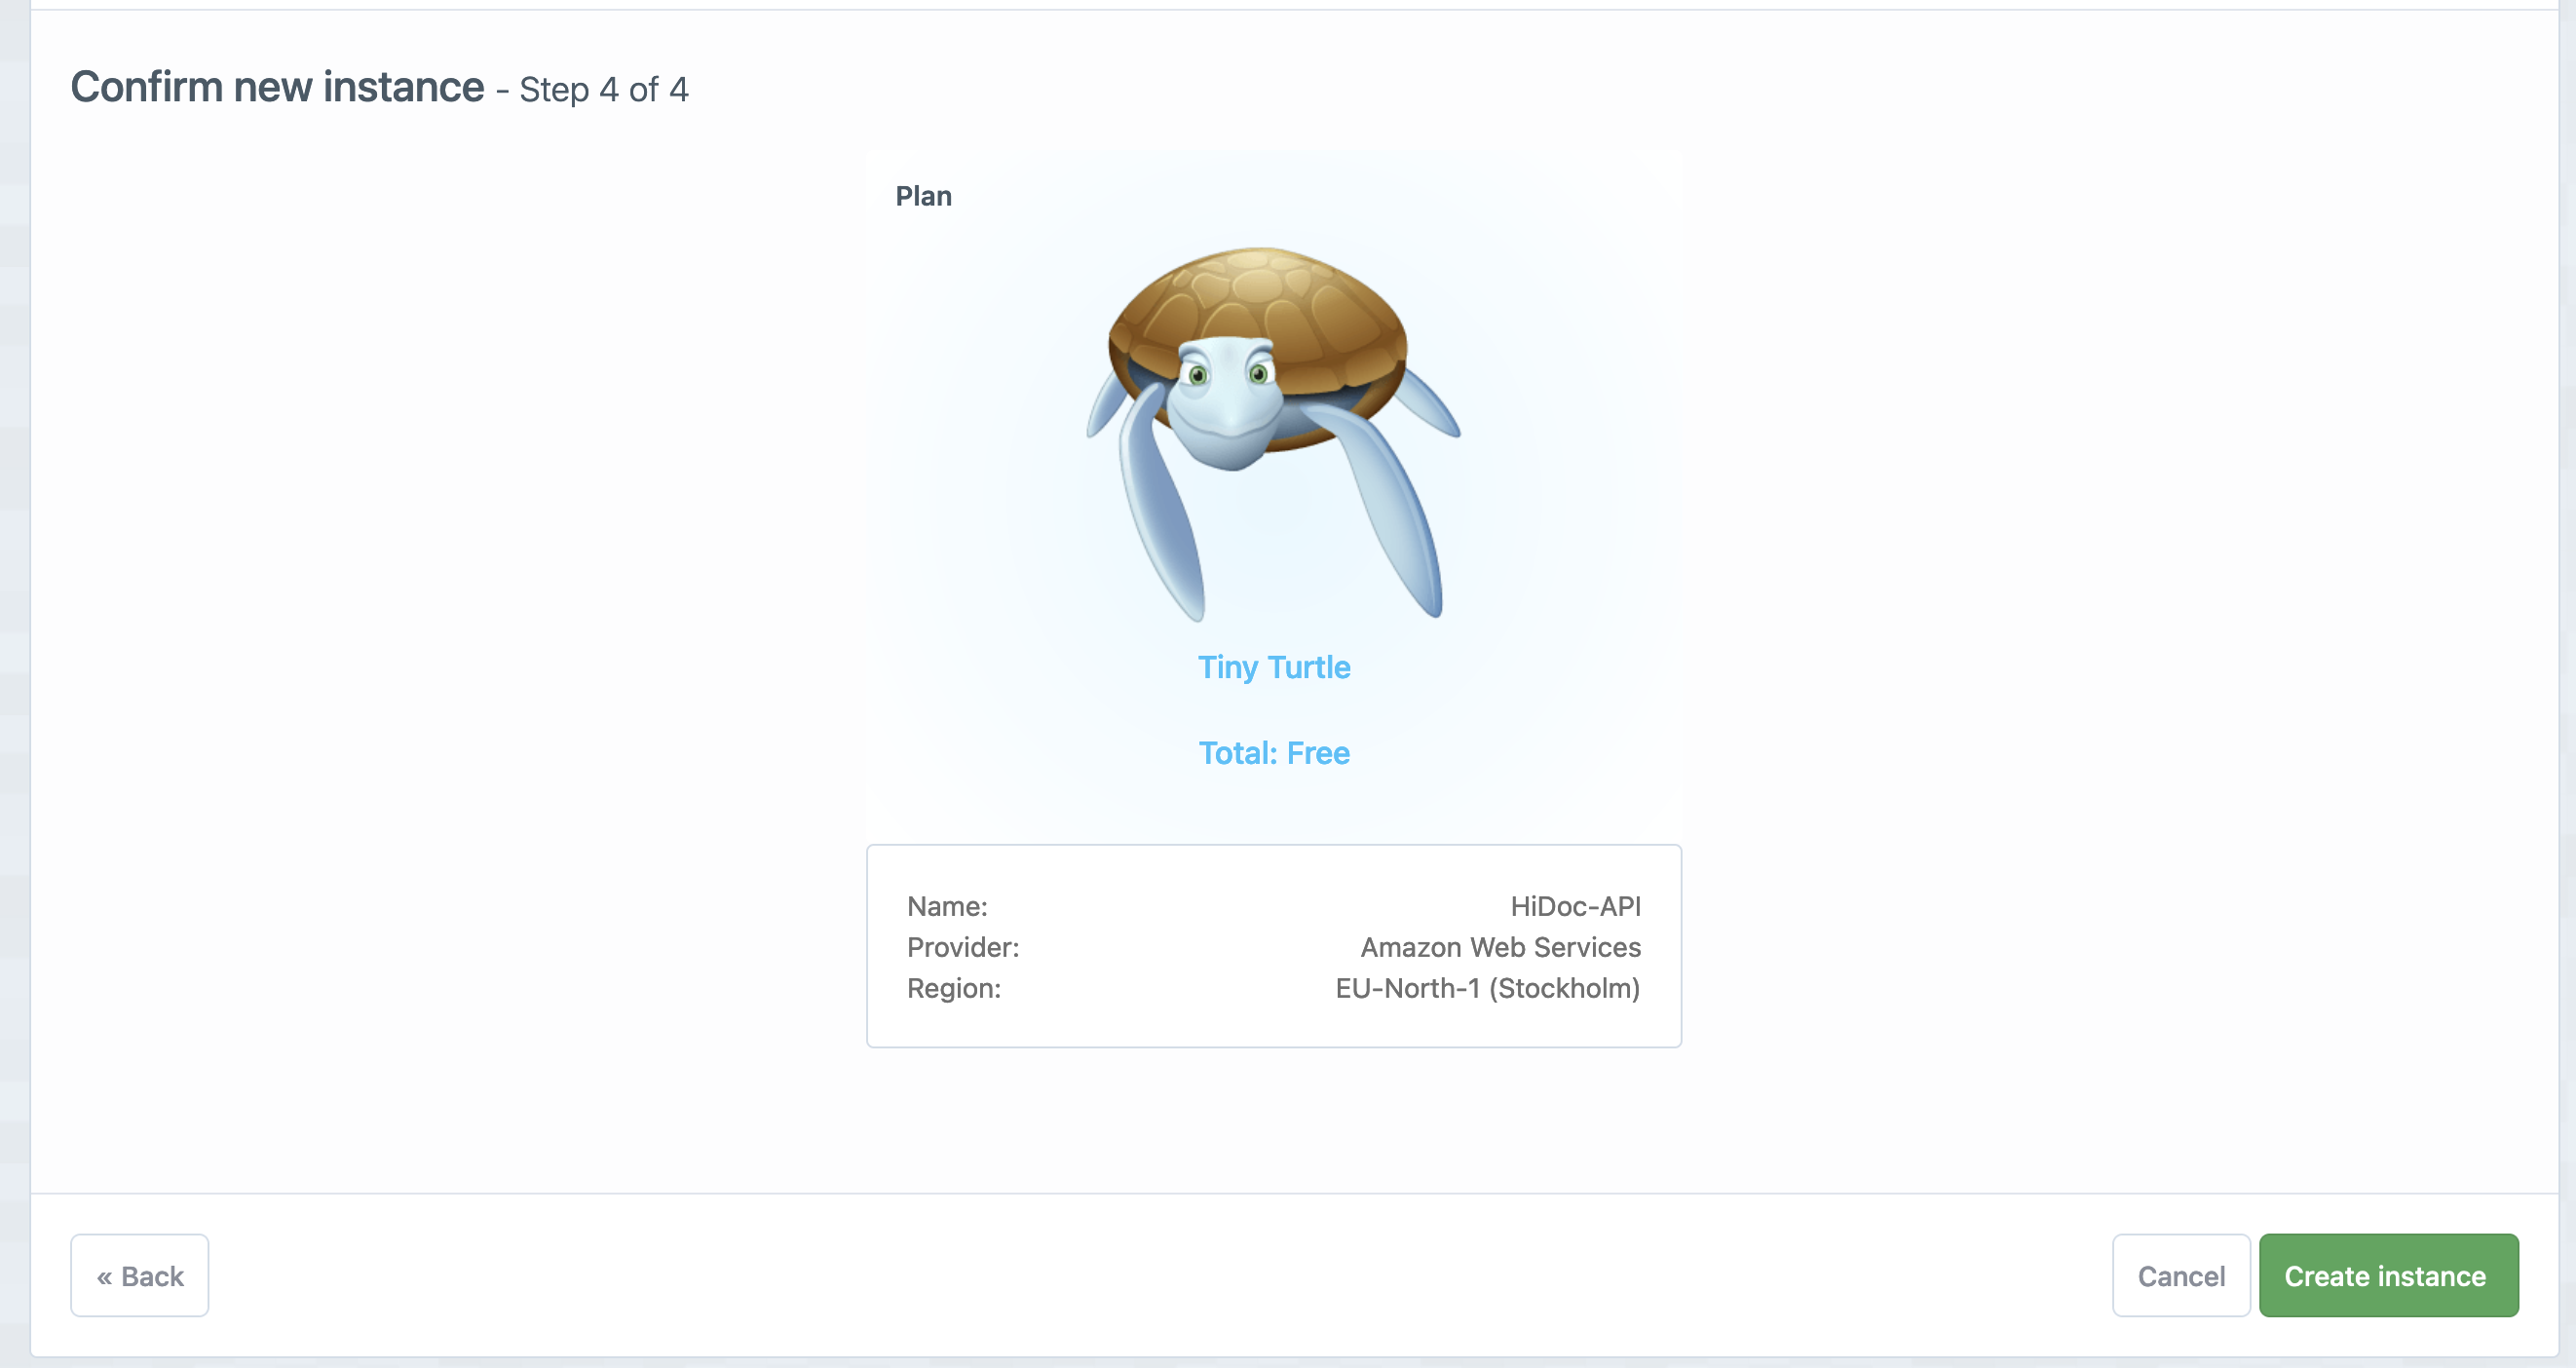 Confirm new instance - Step 4 of 4
Plan
Tiny Turtle
Total: Free
Name: HiDoc-API
Provider: Amazon Web Services
Region: EU-North-1 (Stockholm)
« Back Cancel Create instance